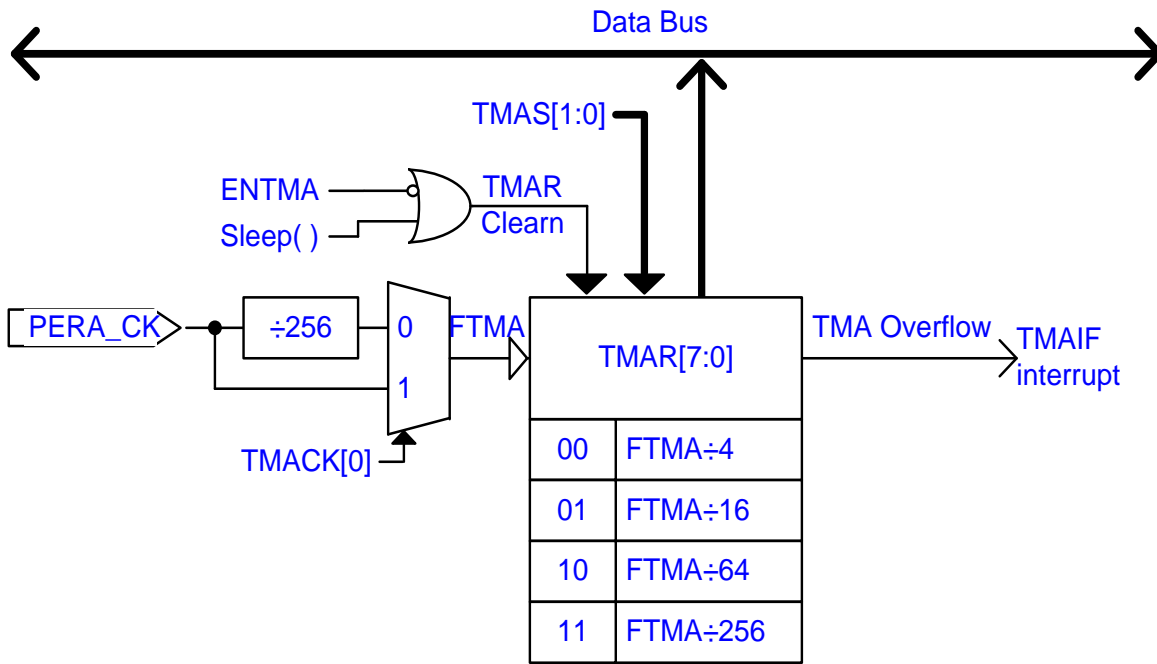 Data Bus
TMAS[1:0]
ENTMA
TMAR
Clearn
Sleep( )
PERA_CK
÷256
0
1
FTMA
TMACK[0]
TMAR[7:0]
TMA Overflow
TMAIF
interrupt
00 FTMA÷4
01 FTMA÷16
10 FTMA÷64
11 FTMA÷256